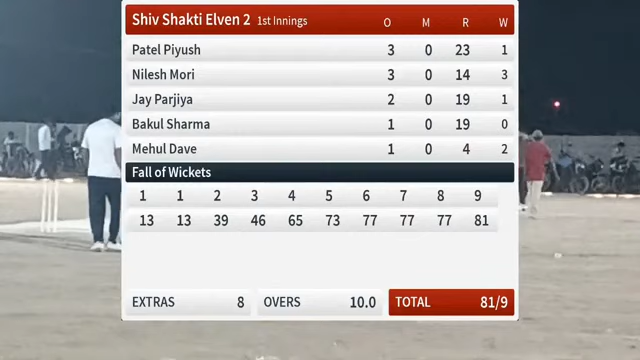 Shiv Shakti Elven 2 1st Innings O M R W
Patel Piyush 3 0 23 1
Nilesh Mori 3 0 14 3
Jay Parjiya 2 0 19 1
Bakul Sharma 1 0 19 0
Mehul Dave 1 0 4 2
Fall of Wickets
1 1 2 3 4 5 6 7 8 9
13 13 39 46 65 73 77 77 77 81
EXTRAS 8 OVERS 10.0 TOTAL 81/9